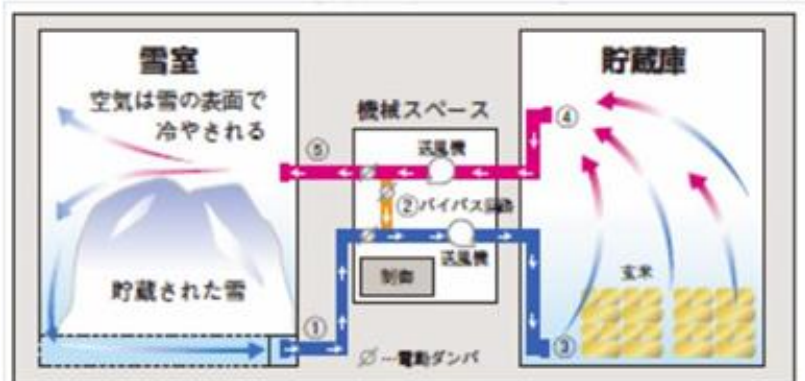 雪室
空気は雪の表面で
冷やされる
貯蔵された雪
①
機械スペース
⑤
送風機
②バイパス回路
送風機
制御
∅…電動ダンパ
貯蔵庫
④
玄米
③